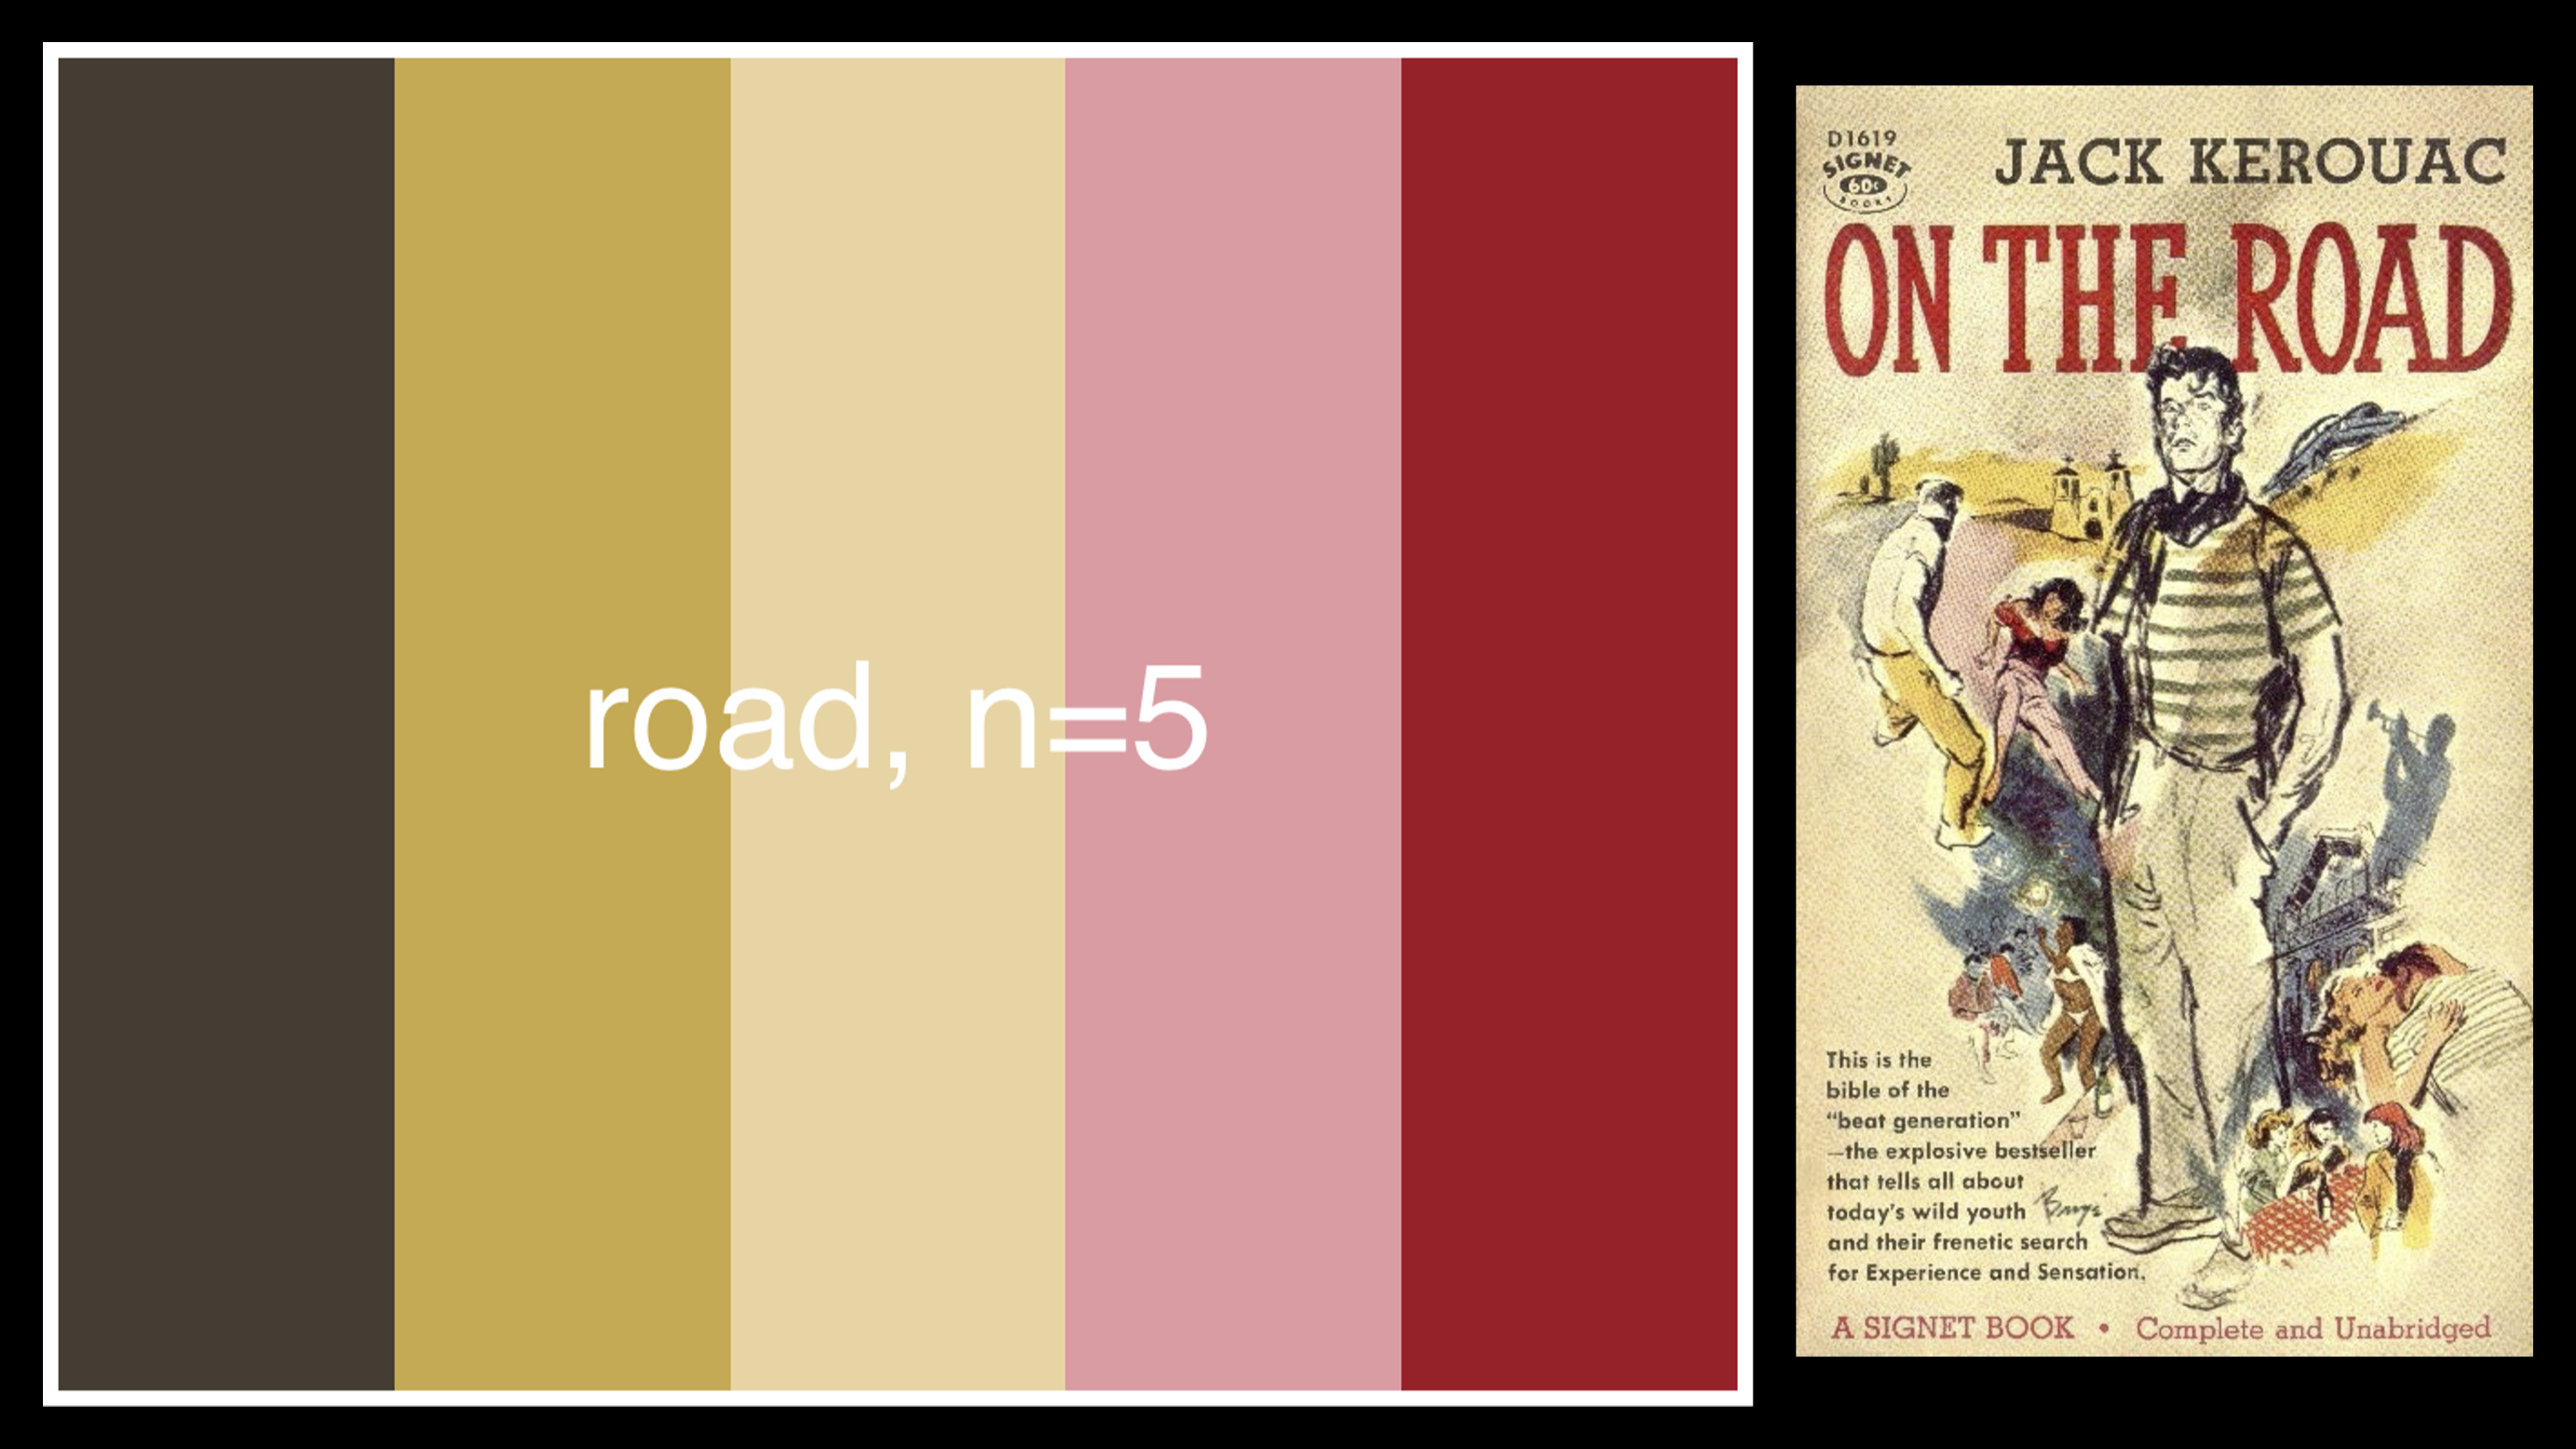 road, n=5
D1619
SIGNET
60¢
BOOKS
JACK KEROUAC
ON THE ROAD
This is the
bible of the
“beat generation”
—the explosive bestseller
that tells all about
today's wild youth
and their frenetic search
for Experience and Sensation.
A SIGNET BOOK • Complete and Unabridged